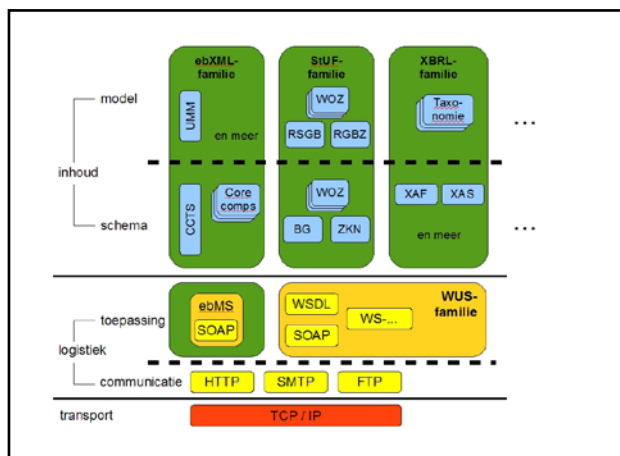 ebXML-
familie
StUF-
familie
XBRL-
familie
model
UMM
en meer
WOZ
RSGB
RGBZ
Taxo-
nomie
...
inhoud
schema
CCTS
Core
comps
WOZ
BG
ZKN
XAF
XAS
en meer
...
toepassing
ebMS
SOAP
WSDL
SOAP
WS-...
WUS-
familie
logistiek
communicatie
HTTP
SMTP
FTP
transport
TCP / IP